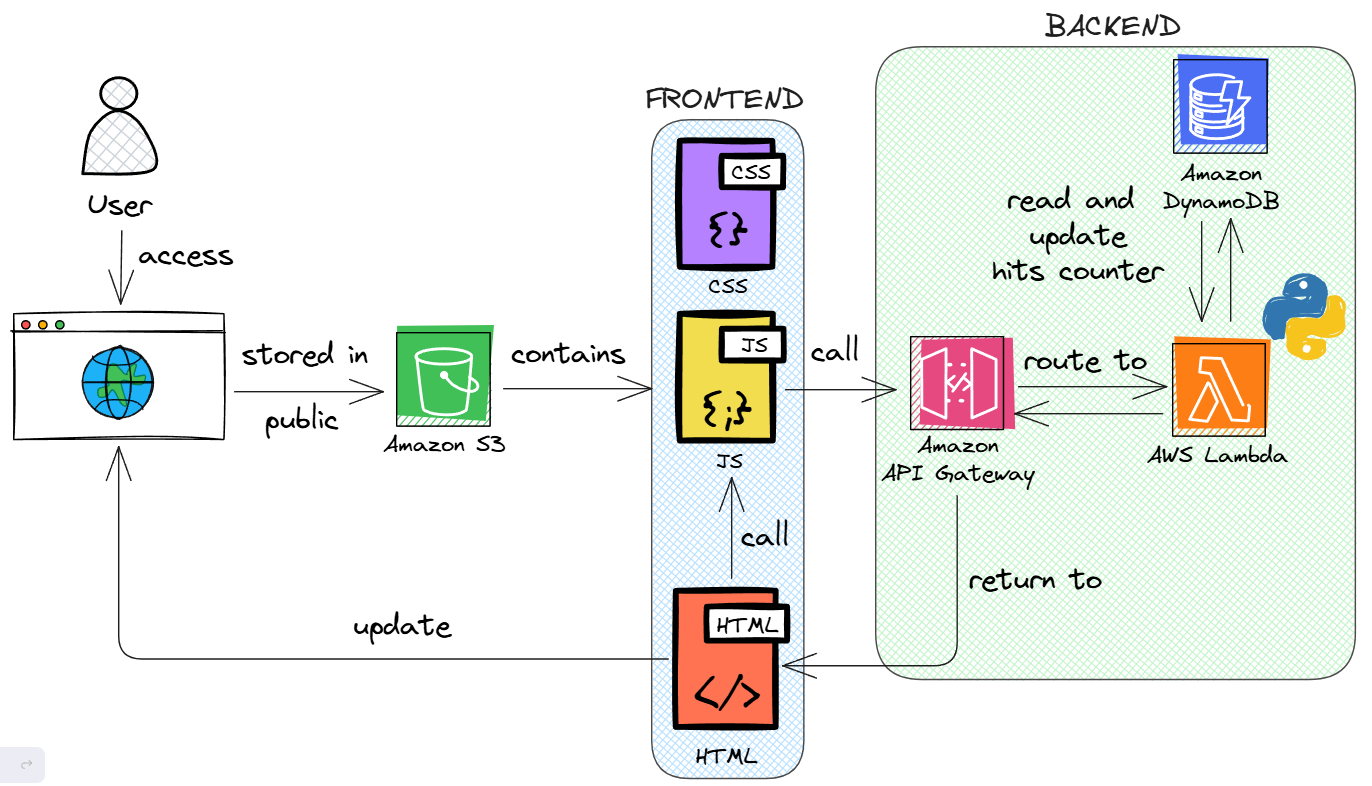 BACKEND
FRONTEND
User
access
stored in
public
Amazon S3
contains
CSS
CSS
JS
JS
call
call
HTML
HTML
update
Amazon
DynamoDB
read and
update
hits counter
route to
Amazon
API Gateway
AWS Lambda
return to